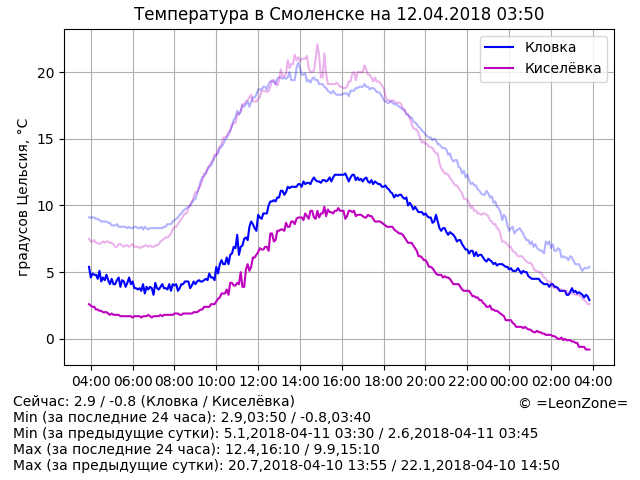 Температура в Смоленске на 12.04.2018 03:50
Кловка
Киселёвка
градусов Цельсия, °C
20
15
10
5
0
04:00 06:00 08:00 10:00 12:00 14:00 16:00 18:00 20:00 22:00 00:00 02:00 04:00
Сейчас: 2.9 / -0.8 (Кловка / Киселёвка)
© =LeonZone=
Min (за последние 24 часа): 2.9,03:50 / -0.8,03:40
Min (за предыдущие сутки): 5.1,2018-04-11 03:30 / 2.6,2018-04-11 03:45
Max (за последние 24 часа): 12.4,16:10 / 9.9,15:10
Max (за предыдущие сутки): 20.7,2018-04-10 13:55 / 22.1,2018-04-10 14:50